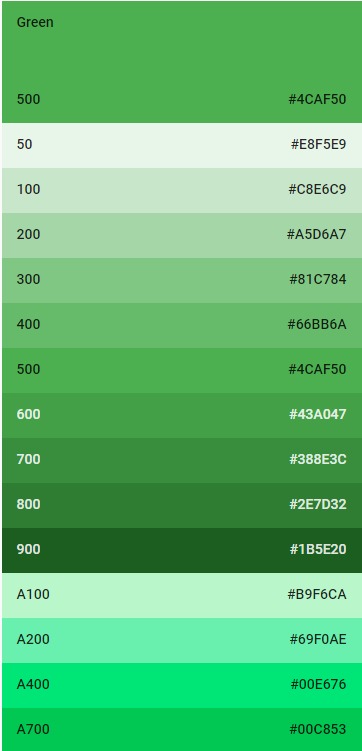 Green
500 #4CAF50
50 #E8F5E9
100 #C8E6C9
200 #A5D6A7
300 #81C784
400 #66BB6A
500 #4CAF50
600 #43A047
700 #388E3C
800 #2E7D32
900 #1B5E20
A100 #B9F6CA
A200 #69F0AE
A400 #00E676
A700 #00C853